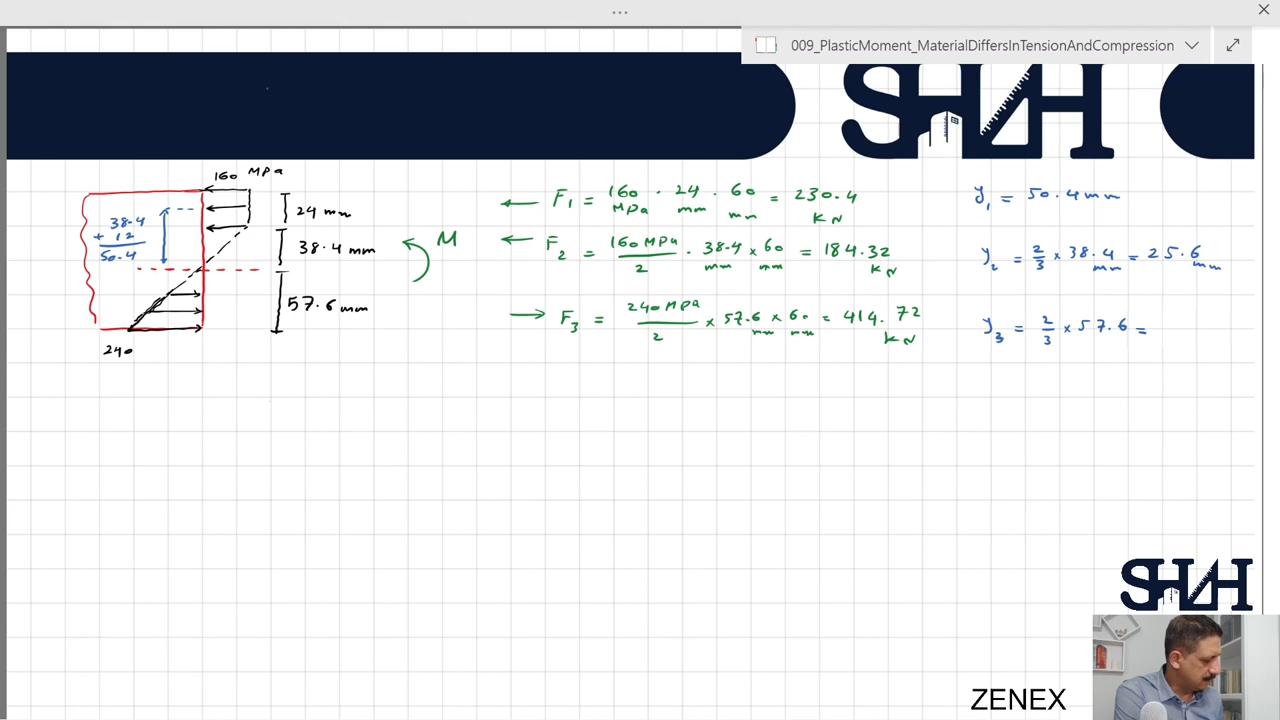 009_PlasticMoment_MaterialDiffersInTensionAndCompression
SHZH
160 MPa
24 mm
38.4
+ 12
50.4
38.4 mm
57.6 mm
240
M
F1 = 160 MPa · 24 mm · 60 mm = 230.4 KN
F2 = 160 MPa / 2 · 38.4 mm × 60 mm = 184.32 KN
F3 = 240 MPa / 2 × 57.6 mm × 60 mm = 414.72 KN
y1 = 50.4 mm
y2 = 2/3 × 38.4 mm = 25.6 mm
y3 = 2/3 × 57.6 =
SHZH
ZENEX